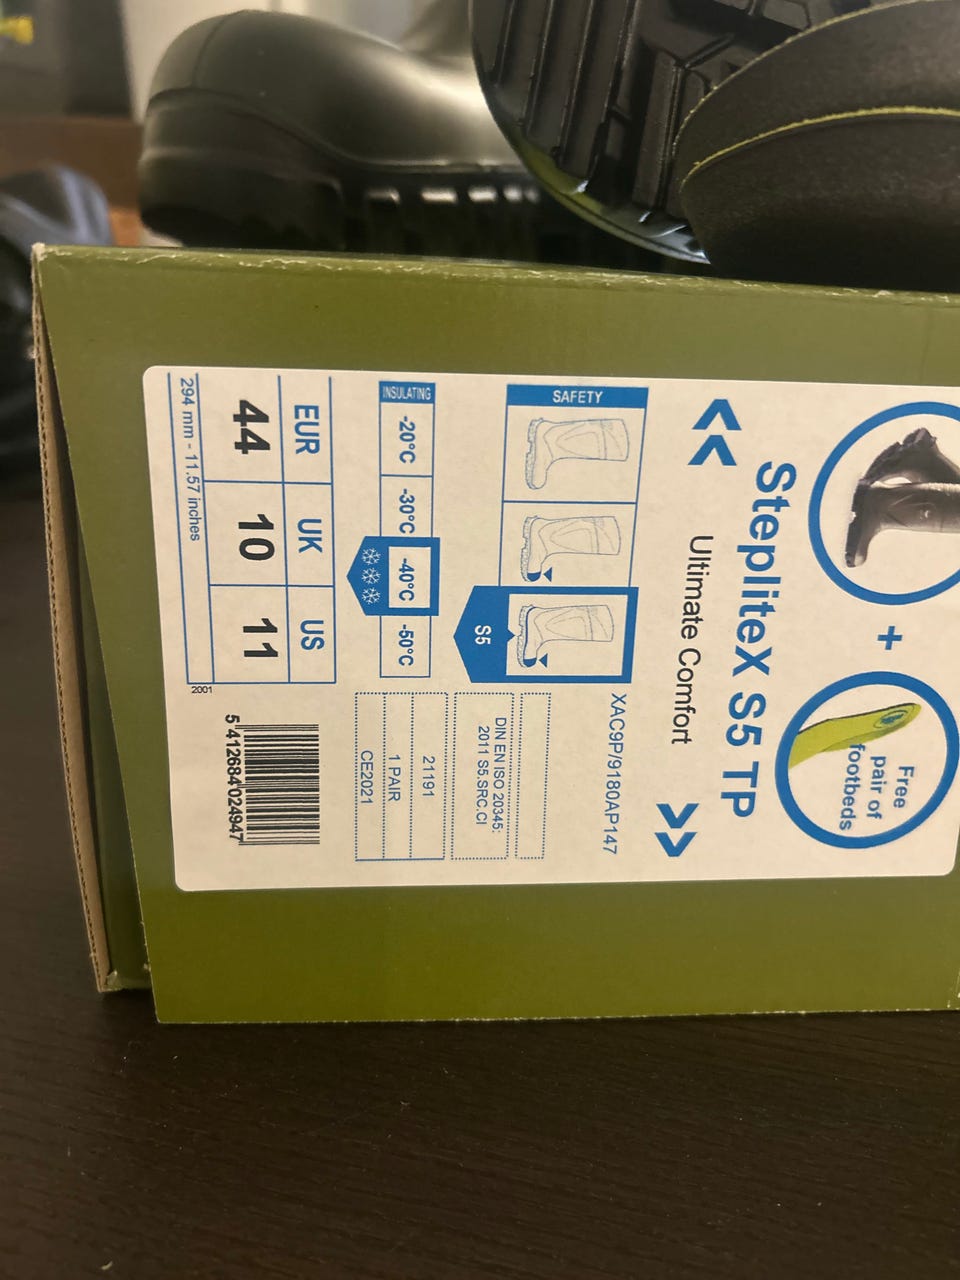 Free
pair of
footbeds
+
SepliteX S5 TP
<< Ultimate Comfort >>
XAC9P/9180AP147
SAFETY
S5
DIN EN ISO 20345:
2011 S5.SRC.CI
INSULATING
-20°C
-30°C
-40°C
-50°C
21191
1 PAIR
CE2021
EUR UK US
44 10 11
294 mm - 11.57 inches
2001
5 412684 024947